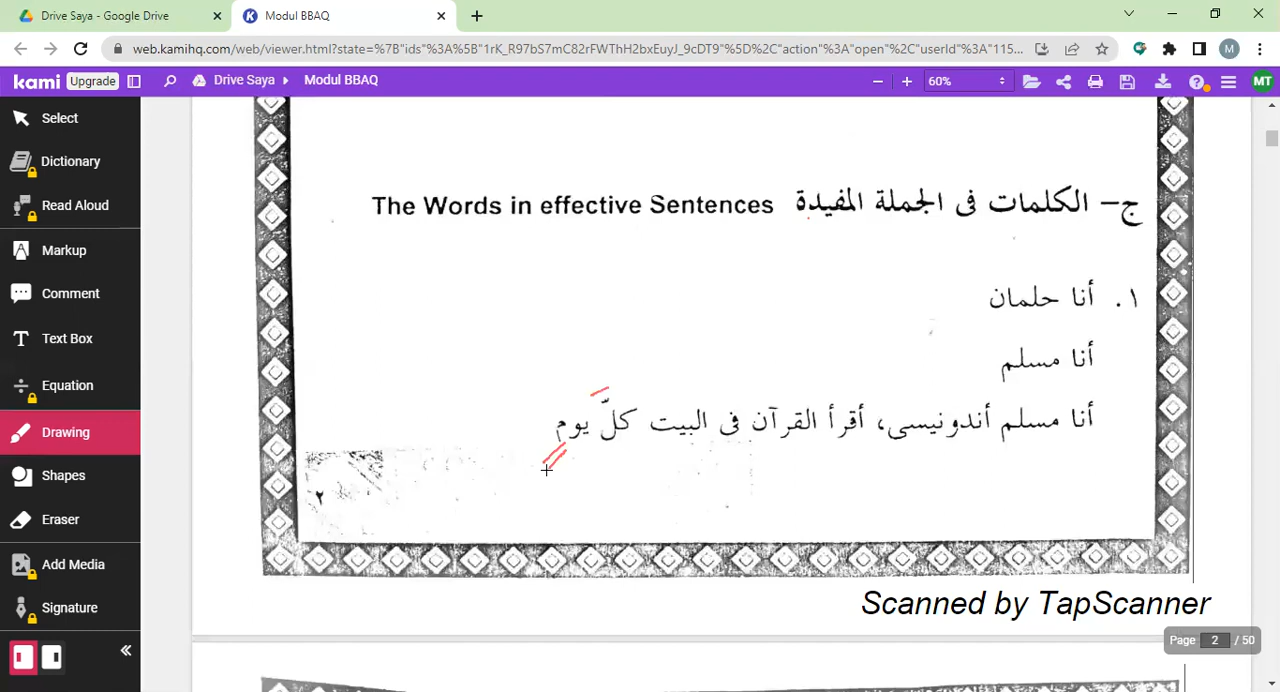 Drive Saya - Google Drive
Modul BBAQ
web.kamihq.com/web/viewer.html?state=%7B"ids"%3A%5B"1rK_R97bS7mC82rFWThH2bxEuyJ_9cDT9"%5D%2C"action"%3A"open"%2C"userId"%3A"115...
M
kami Upgrade Drive Saya Modul BBAQ 60% MT
Select
Dictionary
Read Aloud
Markup
Comment
Text Box
Equation
Drawing
Shapes
Eraser
Add Media
Signature
ج- الكلمات فى الجملة المفيدة The Words in effective Sentences
١. أنا حلمان
أنا مسلم
أنا مسلم أندونيسى، أقرأ القرآن فى البيت كلَّ يوم
٢
Scanned by TapScanner
Page 2 / 50